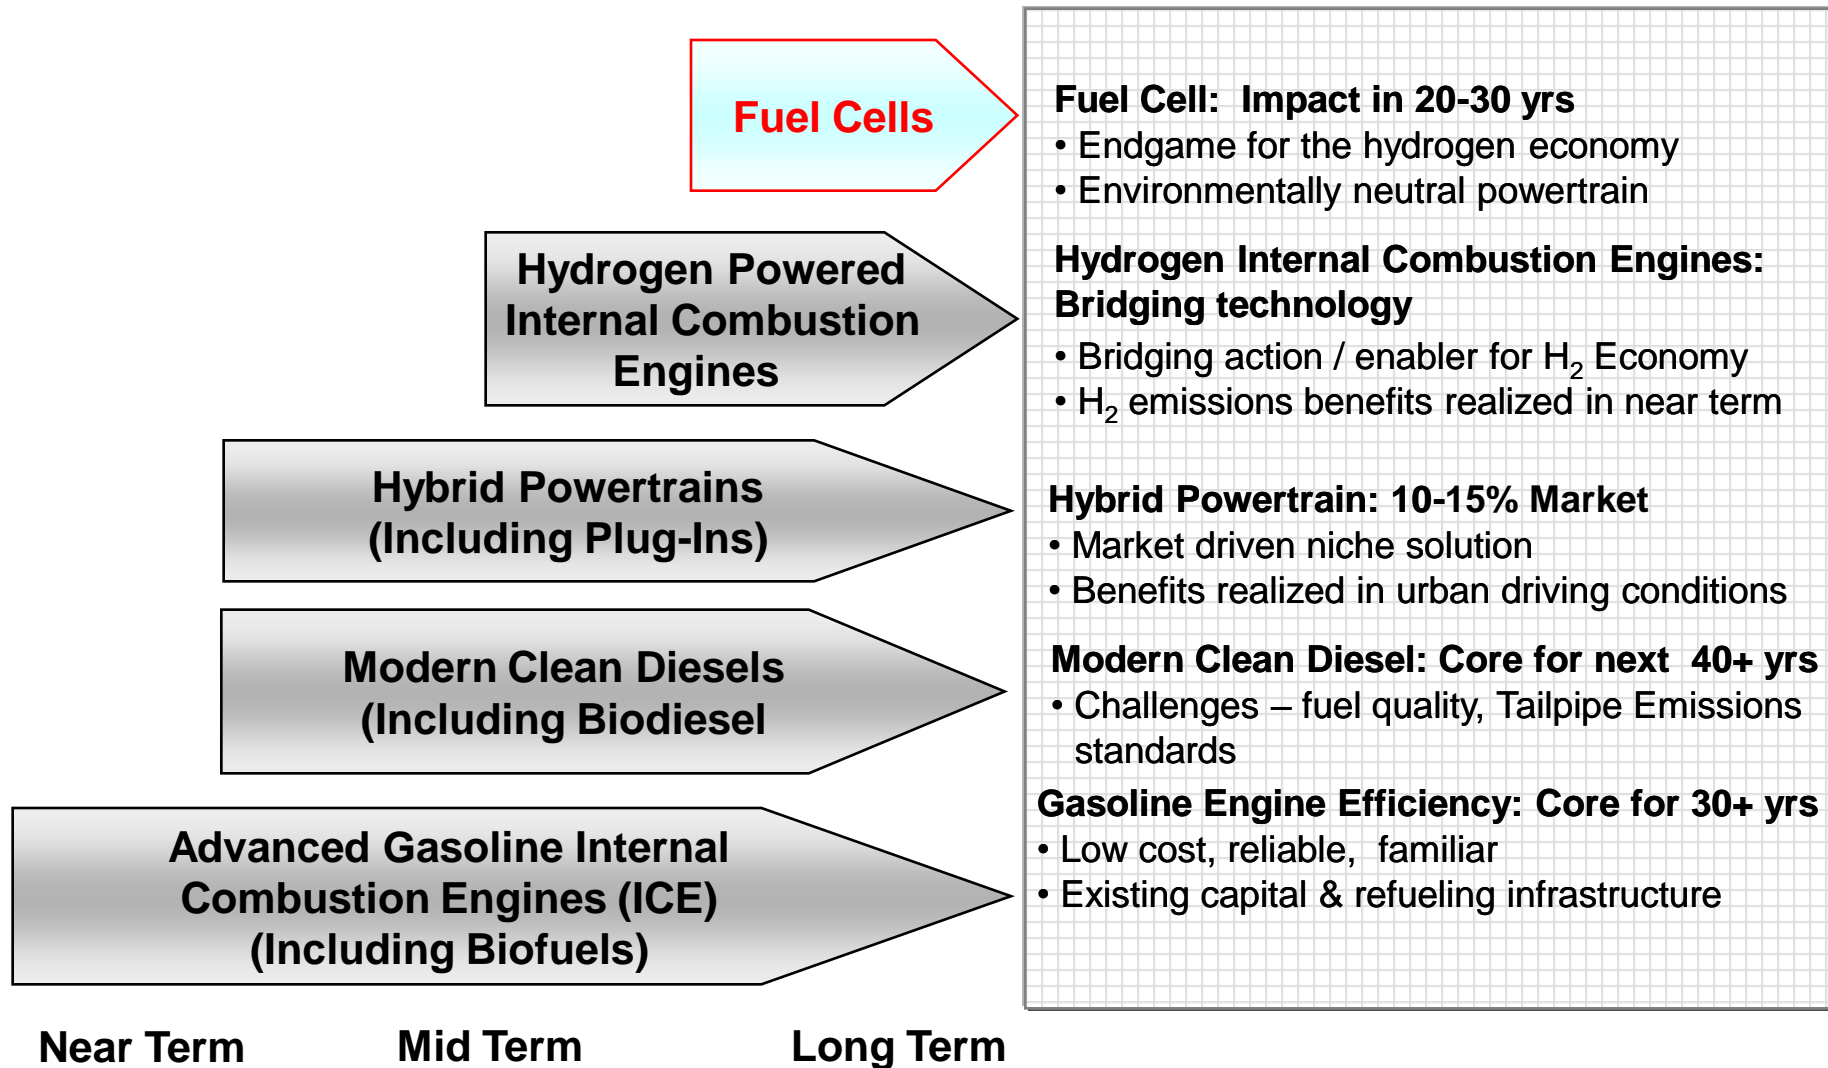 Fuel Cells
Hydrogen Powered
Internal Combustion
Engines
Hybrid Powertrains
(Including Plug-Ins)
Modern Clean Diesels
(Including Biodiesel
Advanced Gasoline Internal
Combustion Engines (ICE)
(Including Biofuels)
Near Term Mid Term Long Term
Fuel Cell: Impact in 20-30 yrs
• Endgame for the hydrogen economy
• Environmentally neutral powertrain
Hydrogen Internal Combustion Engines:
Bridging technology
• Bridging action / enabler for H₂ Economy
• H₂ emissions benefits realized in near term
Hybrid Powertrain: 10-15% Market
• Market driven niche solution
• Benefits realized in urban driving conditions
Modern Clean Diesel: Core for next 40+ yrs
• Challenges – fuel quality, Tailpipe Emissions
standards
Gasoline Engine Efficiency: Core for 30+ yrs
• Low cost, reliable, familiar
• Existing capital & refueling infrastructure